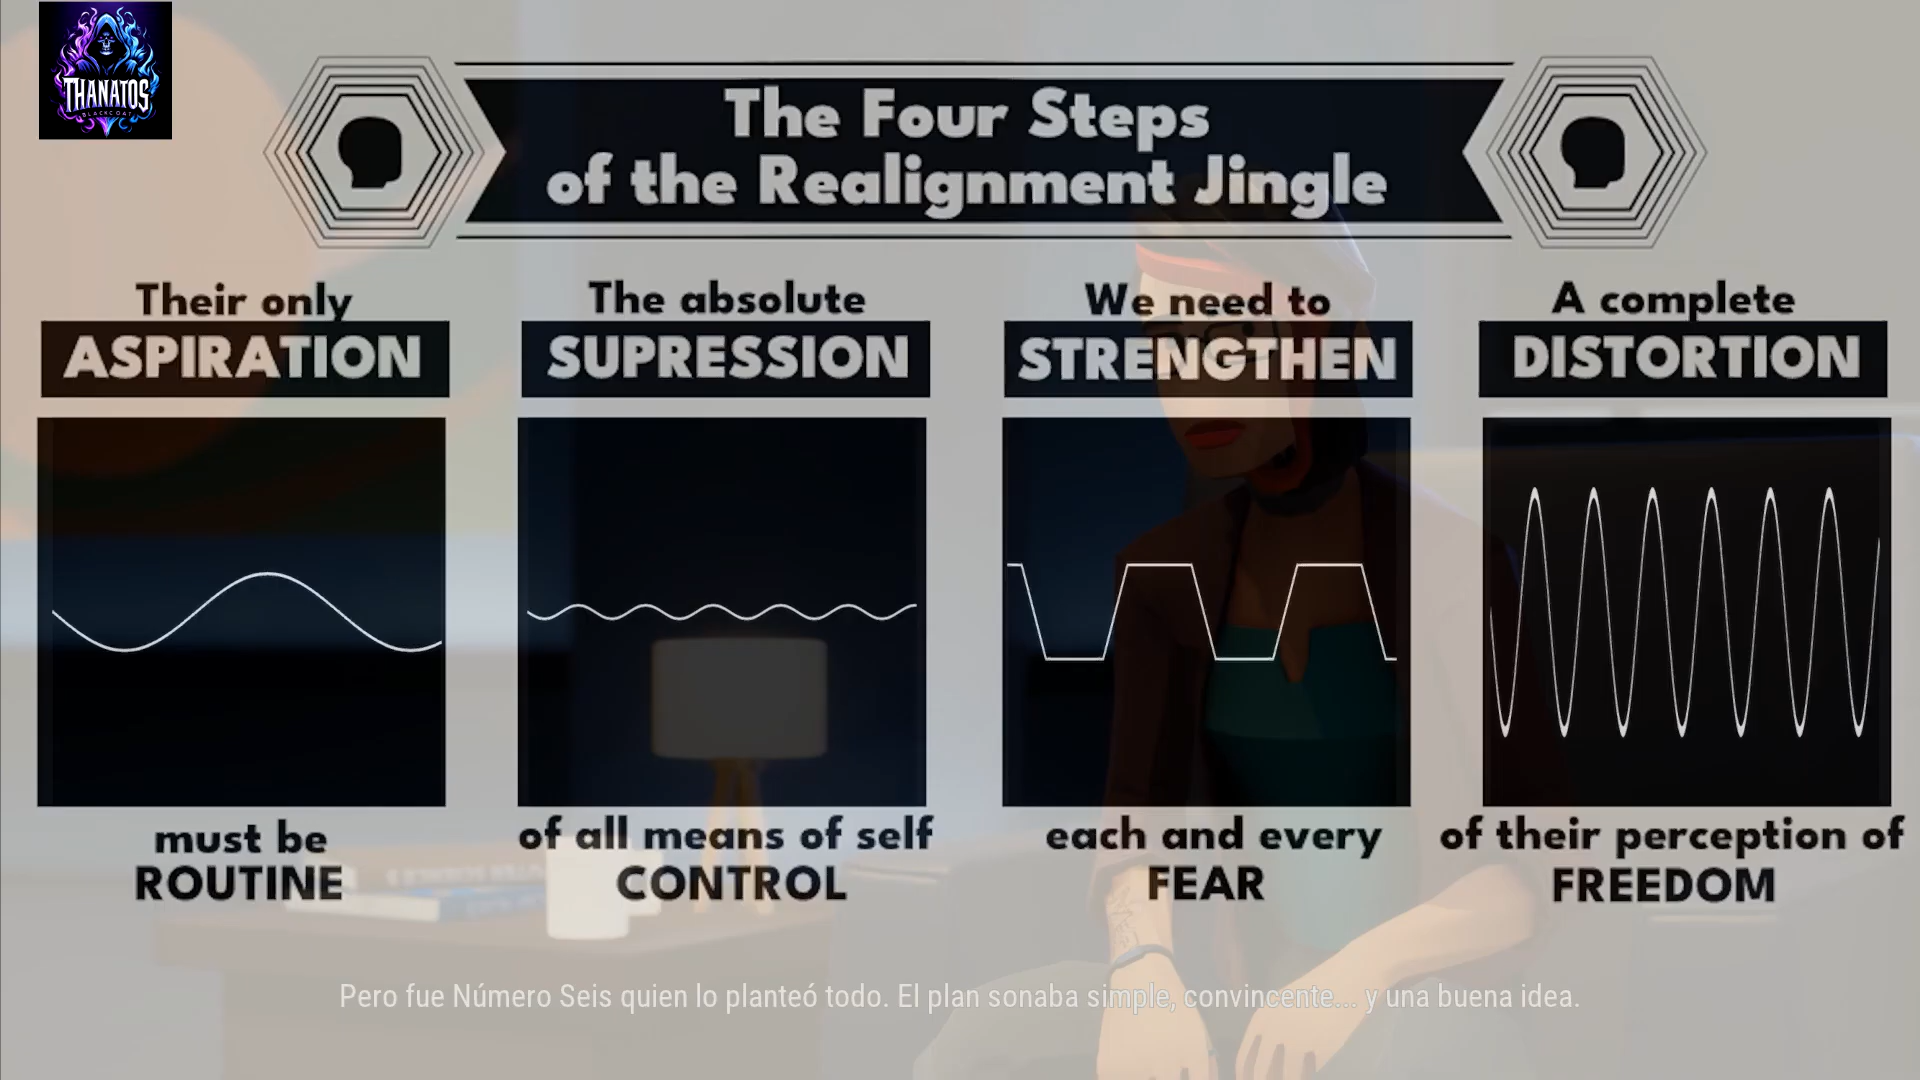 THANATOS
BLACKCOAT
The Four Steps
of the Realignment Jingle
Their only
ASPIRATION
must be
ROUTINE
The absolute
SUPRESSION
of all means of self
CONTROL
We need to
STRENGTHEN
each and every
FEAR
A complete
DISTORTION
of their perception of
FREEDOM
Pero fue Número Seis quien lo planteó todo. El plan sonaba simple, convincente... y una buena idea.